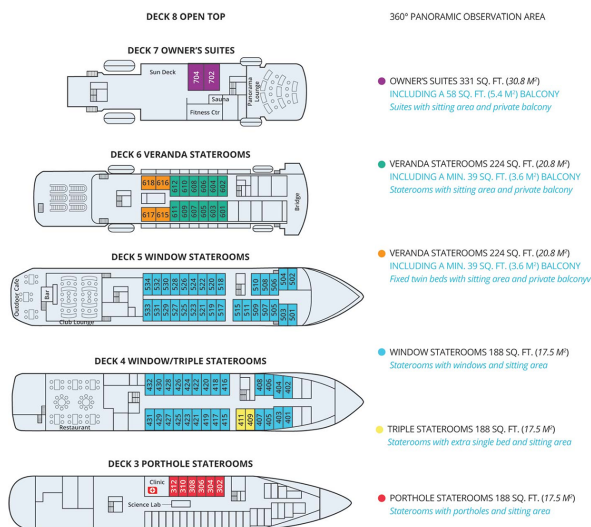 DECK 8 OPEN TOP
360° PANORAMIC OBSERVATION AREA
DECK 7 OWNER'S SUITES
Sun Deck
704 702
Sauna
Fitness Ctr
Panorama
Lounge
OWNER'S SUITES 331 SQ. FT. (30.8 M²)
INCLUDING A 58 SQ. FT. (5.4 M²) BALCONY
Suites with sitting area and private balcony
DECK 6 VERANDA STATEROOMS
618 616 612 610 608 606 604 602
617 615 611 609 607 605 603 601
Bridge
VERANDA STATEROOMS 224 SQ. FT. (20.8 M²)
INCLUDING A MIN. 39 SQ. FT. (3.6 M²) BALCONY
Staterooms with sitting area and private balcony
DECK 5 WINDOW STATEROOMS
Outdoor Cafe
Bar
Club Lounge
534 532 530 528 526 524 522 520 518 510 508 506 504 502
533 531 529 527 525 523 521 519 517 515 511 509 507 505 503 501
VERANDA STATEROOMS 224 SQ. FT. (20.8 M²)
INCLUDING A MIN. 39 SQ. FT. (3.6 M²) BALCONY
Fixed twin beds with sitting area and private balconyv
DECK 4 WINDOW/TRIPLE STATEROOMS
432 430 428 426 424 422 420 418 416 408 406 404 402
431 429 427 425 423 421 419 417 415 411 409 407 405 403 401
Restaurant
WINDOW STATEROOMS 188 SQ. FT. (17.5 M²)
Staterooms with windows and sitting area
TRIPLE STATEROOMS 188 SQ. FT. (17.5 M²)
Staterooms with extra single bed and sitting area
DECK 3 PORTHOLE STATEROOMS
Clinic
312 310 308 306 304 302
Science Lab
PORTHOLE STATEROOMS 188 SQ. FT. (17.5 M²)
Staterooms with portholes and sitting area